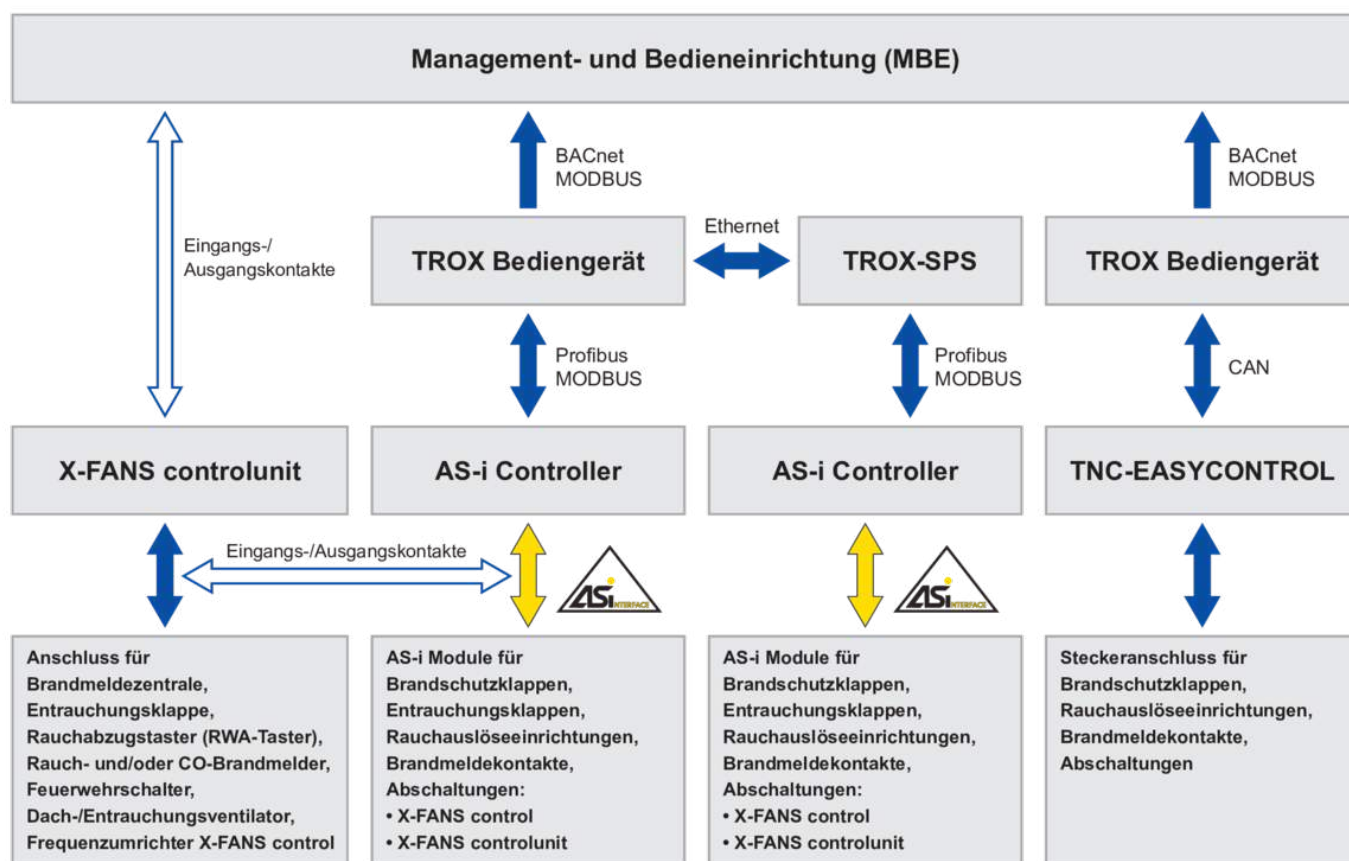 Management- und Bedieneinrichtung (MBE)
Eingangs-/
Ausgangskontakte
BACnet
MODBUS
BACnet
MODBUS
TROX Bediengerät
Ethernet
TROX-SPS
TROX Bediengerät
Profibus
MODBUS
Profibus
MODBUS
CAN
X-FANS controlunit
AS-i Controller
AS-i Controller
TNC-EASYCONTROL
Eingangs-/Ausgangskontakte
ASi
INTERFACE
ASi
INTERFACE
Anschluss für
Brandmeldezentrale,
Entrauchungsklappe,
Rauchabzugstaster (RWA-Taster),
Rauch- und/oder CO-Brandmelder,
Feuerwehrschalter,
Dach-/Entrauchungsventilator,
Frequenzumrichter X-FANS control
AS-i Module für
Brandschutzklappen,
Entrauchungsklappen,
Rauchauslöseeinrichtungen,
Brandmeldekontakte,
Abschaltungen:
• X-FANS control
• X-FANS controlunit
AS-i Module für
Brandschutzklappen,
Entrauchungsklappen,
Rauchauslöseeinrichtungen,
Brandmeldekontakte,
Abschaltungen:
• X-FANS control
• X-FANS controlunit
Steckeranschluss für
Brandschutzklappen,
Rauchauslöseeinrichtungen,
Brandmeldekontakte,
Abschaltungen